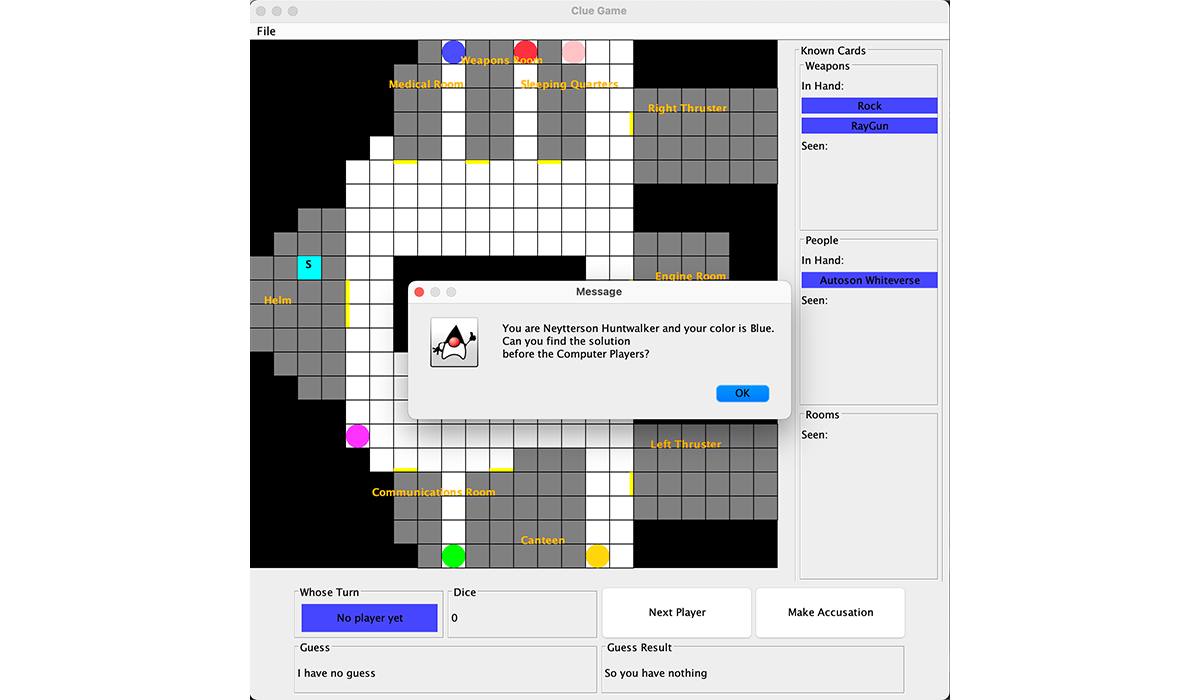 Clue Game
File
Weapons Room
Medical Room
Sleeping Quarters
Right Thruster
S
Helm
Engine Room
Message
You are Neytterson Huntwalker and your color is Blue.
Can you find the solution
before the Computer Players?
OK
Left Thruster
Communications Room
Canteen
Known Cards
Weapons
In Hand:
Rock
RayGun
Seen:
People
In Hand:
Autoson Whiteverse
Seen:
Rooms
Seen:
Whose Turn
No player yet
Dice
0
Next Player
Make Accusation
Guess
I have no guess
Guess Result
So you have nothing